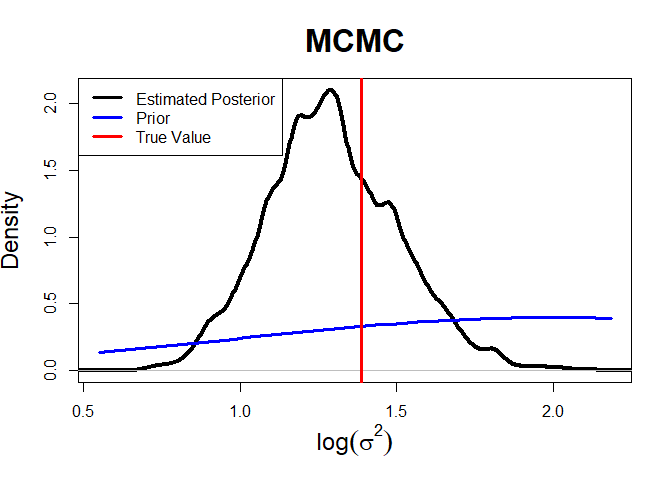 MCMC
Estimated Posterior
Prior
True Value
Density
2.0
1.5
1.0
0.5
0.0
0.5 1.0 1.5 2.0
log(σ²)